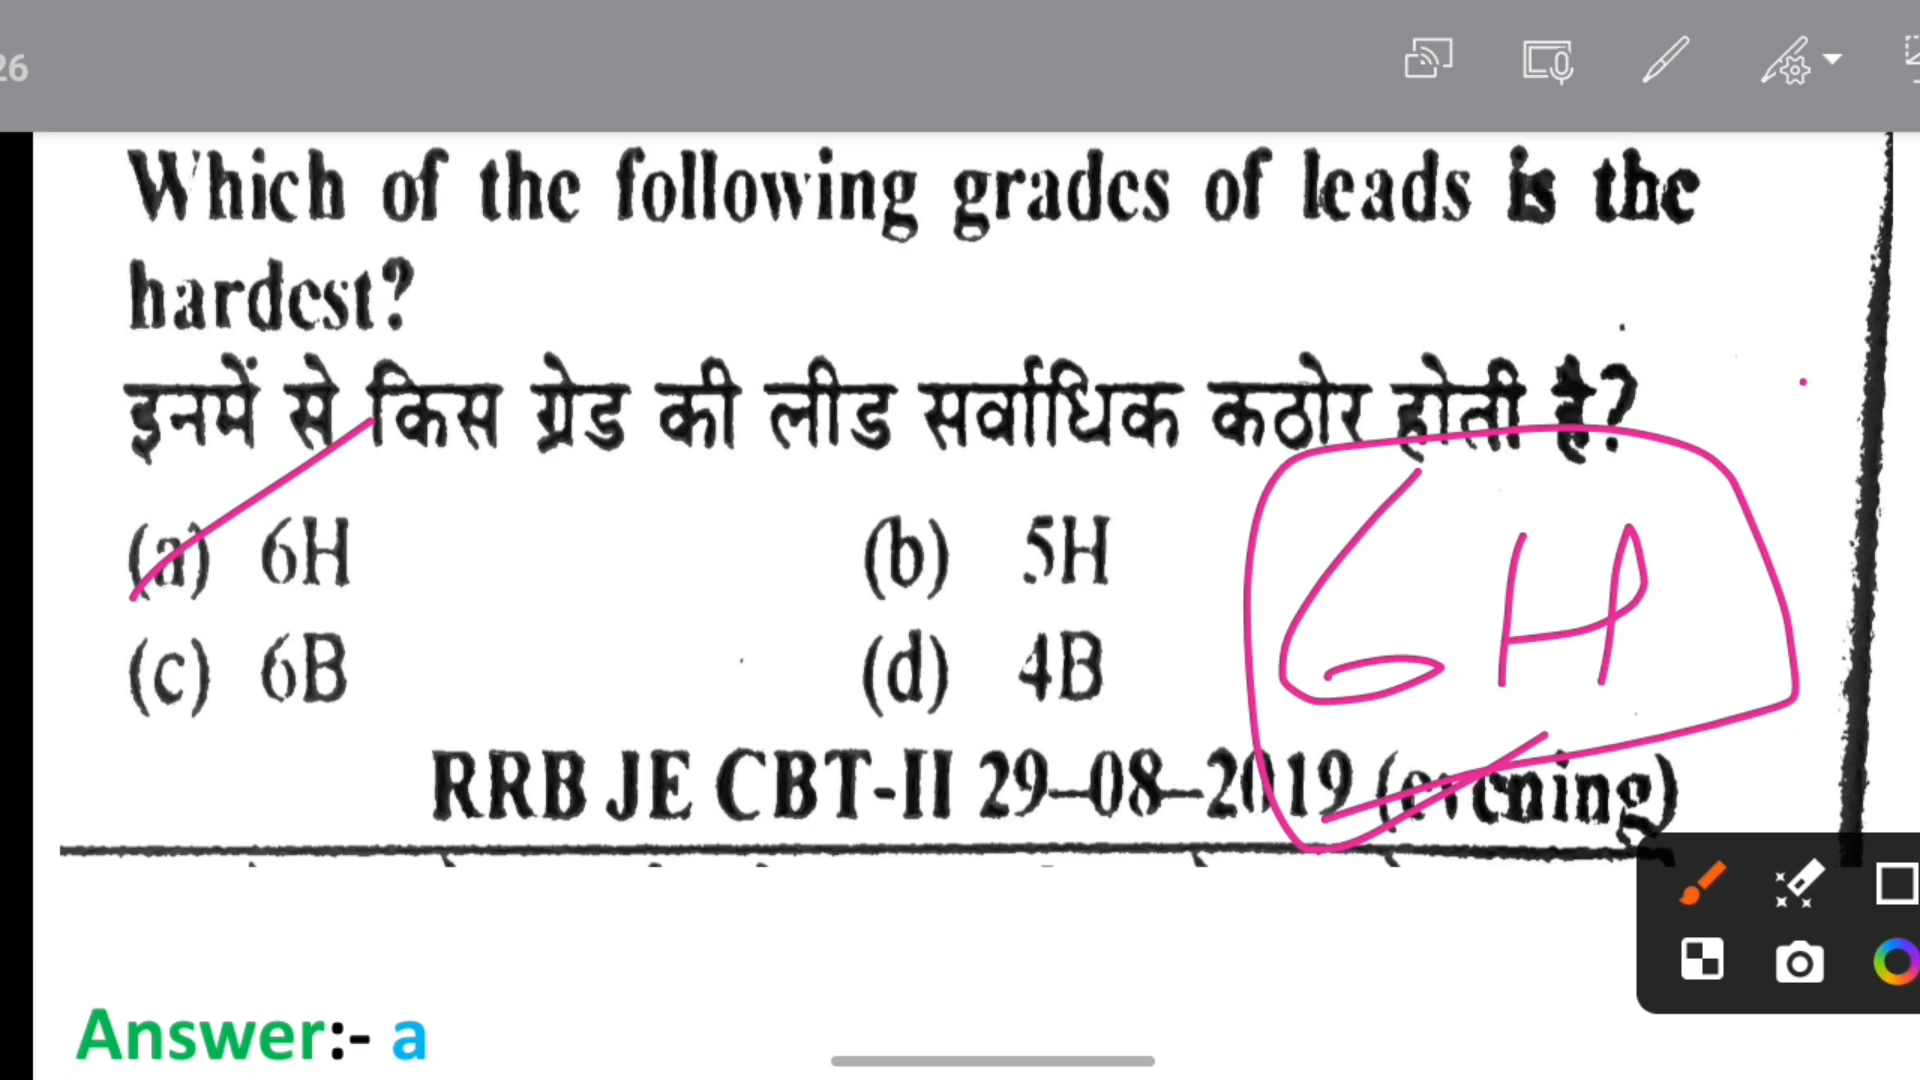 26
Which of the following grades of leads is the
hardest?
इनमें से किस ग्रेड की लीड सर्वाधिक कठोर होती है?
(a) 6H (b) 5H
(c) 6B (d) 4B
6H
RRB JE CBT-II 29–08–2019 (evening)
Answer:- a